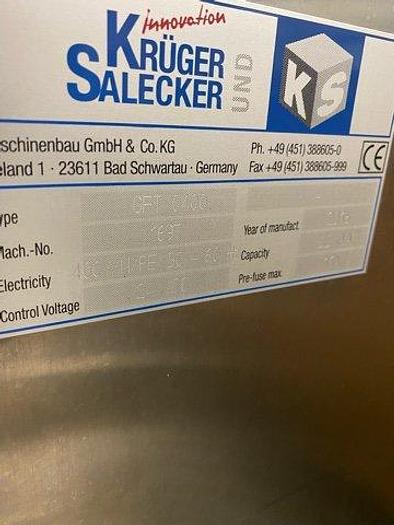 innovation
KRÜGER
UND
SALECKER
KS
schinenbau GmbH & Co.KG Ph. +49 (451) 388605-0
eland 1 · 23611 Bad Schwartau · Germany Fax +49 (451) 388605-999
CE
ype
Year of manufact.
Mach.-No.
Capacity
Electricity
Pre-fuse max.
Control Voltage